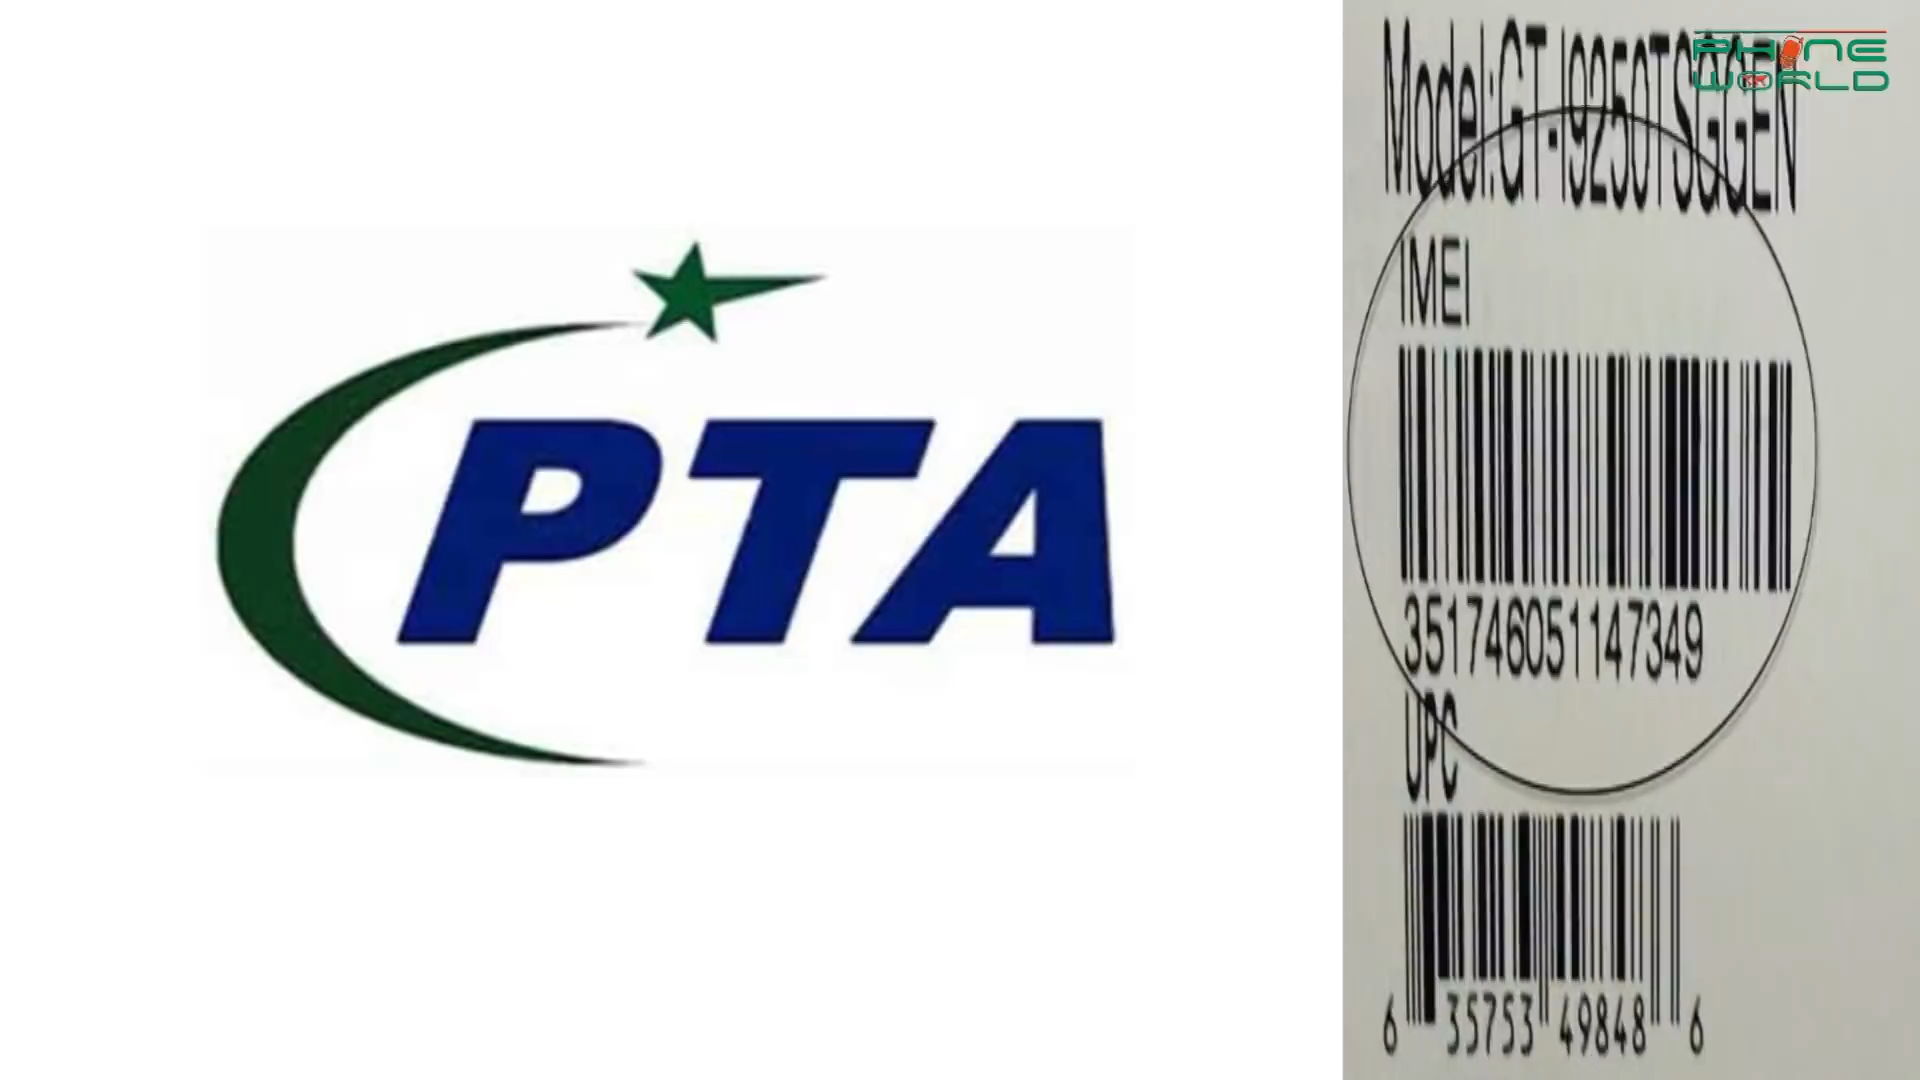 PTA
PHONE
WORLD
Model:GT-I9250TSGGEN
IMEI
351746051147349
UPC
6 35753 49848 6